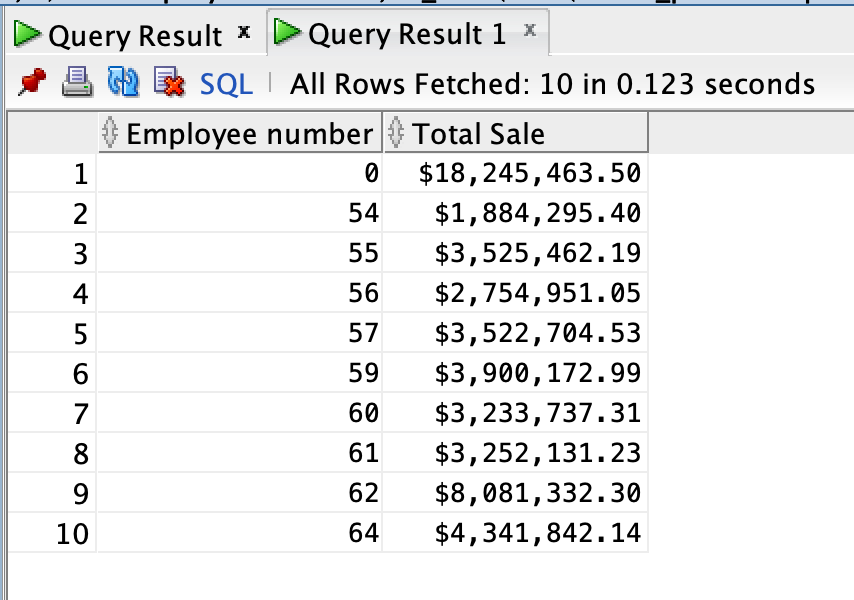 Query Result × Query Result 1 ×
SQL | All Rows Fetched: 10 in 0.123 seconds
Employee number Total Sale
1 0 $18,245,463.50
2 54 $1,884,295.40
3 55 $3,525,462.19
4 56 $2,754,951.05
5 57 $3,522,704.53
6 59 $3,900,172.99
7 60 $3,233,737.31
8 61 $3,252,131.23
9 62 $8,081,332.30
10 64 $4,341,842.14